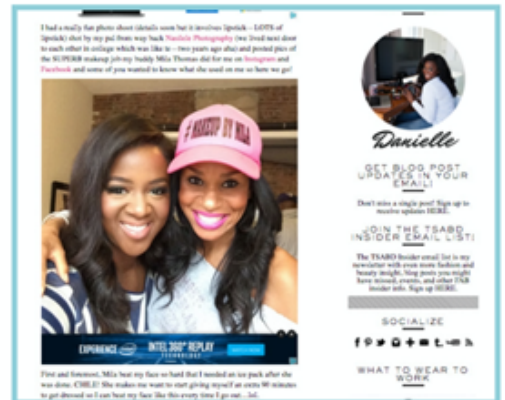 I had a really fun photo shoot (details soon but it involves lipstick -- LOTS of
lipstick) shot by my pal from way back Photography (we lived next door
to each other in college which was like is -- two years ago aha) and posted pics of
the SUPERB makeup job my buddy Mila Thomas did for me on Instagram and
Facebook and some of you wanted to know what she used on me so here we go!
# MAKEUP BY MILA
EXPERIENCE intel INTEL 360° REPLAY
TECHNOLOGY
First and foremost, Mila beat my face so hard that I needed an ice pack after she
was done. CHILE! She makes me want to start giving myself an extra 90 minutes
to get dressed so I can beat my face like this every time I go out... lol.
Danielle
GET BLOG POST
UPDATES IN YOUR
EMAIL!
Don't miss a single post! Sign up to
receive updates HERE.
JOIN THE TSABD
INSIDER EMAIL LIST!
The TSABD Insider email list is my
newsletter with even more fashion and
beauty insight, blog posts you might
have missed, events, and other FAB
insider info. Sign up HERE.
SOCIALIZE
WHAT TO WEAR TO
WORK